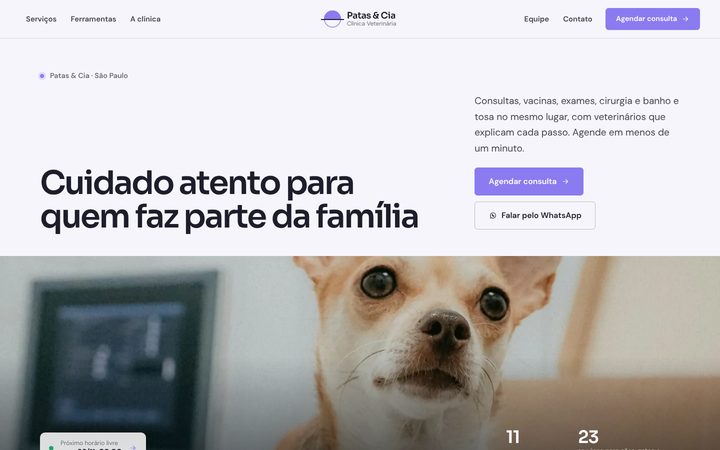 Serviços Ferramentas A clínica
Patas & Cia
Clínica Veterinária
Equipe Contato Agendar consulta →
Patas & Cia · São Paulo
Cuidado atento para
quem faz parte da família
Consultas, vacinas, exames, cirurgia e banho e
tosa no mesmo lugar, com veterinários que
explicam cada passo. Agende em menos de
um minuto.
Agendar consulta →
Falar pelo WhatsApp
Próximo horário livre
11 23